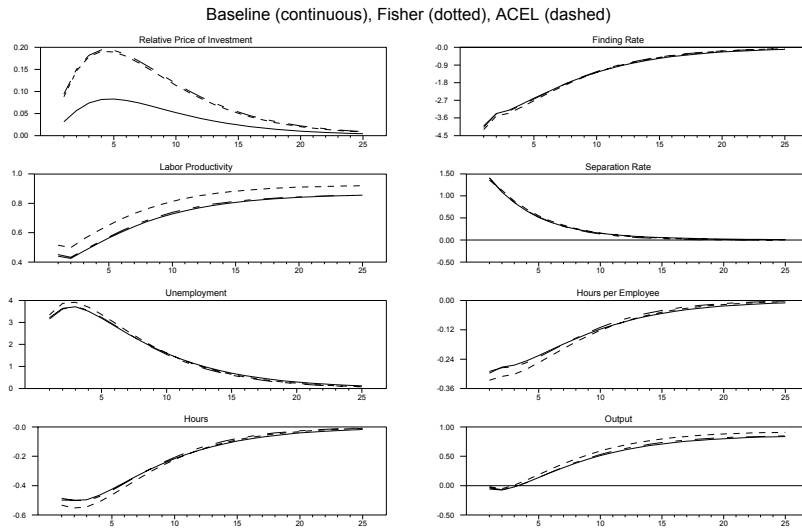 Baseline (continuous), Fisher (dotted), ACEL (dashed)
Relative Price of Investment
0.20
0.15
0.10
0.05
0.00
5 10 15 20 25
Finding Rate
-0.0
-0.9
-1.8
-2.7
-3.6
-4.5
5 10 15 20 25
Labor Productivity
1.0
0.8
0.6
0.4
5 10 15 20 25
Separation Rate
1.50
1.00
0.50
0.00
-0.50
5 10 15 20 25
Unemployment
4
3
2
1
0
5 10 15 20 25
Hours per Employee
0.00
-0.12
-0.24
-0.36
5 10 15 20 25
Hours
-0.0
-0.2
-0.4
-0.6
5 10 15 20 25
Output
1.00
0.50
0.00
-0.50
5 10 15 20 25